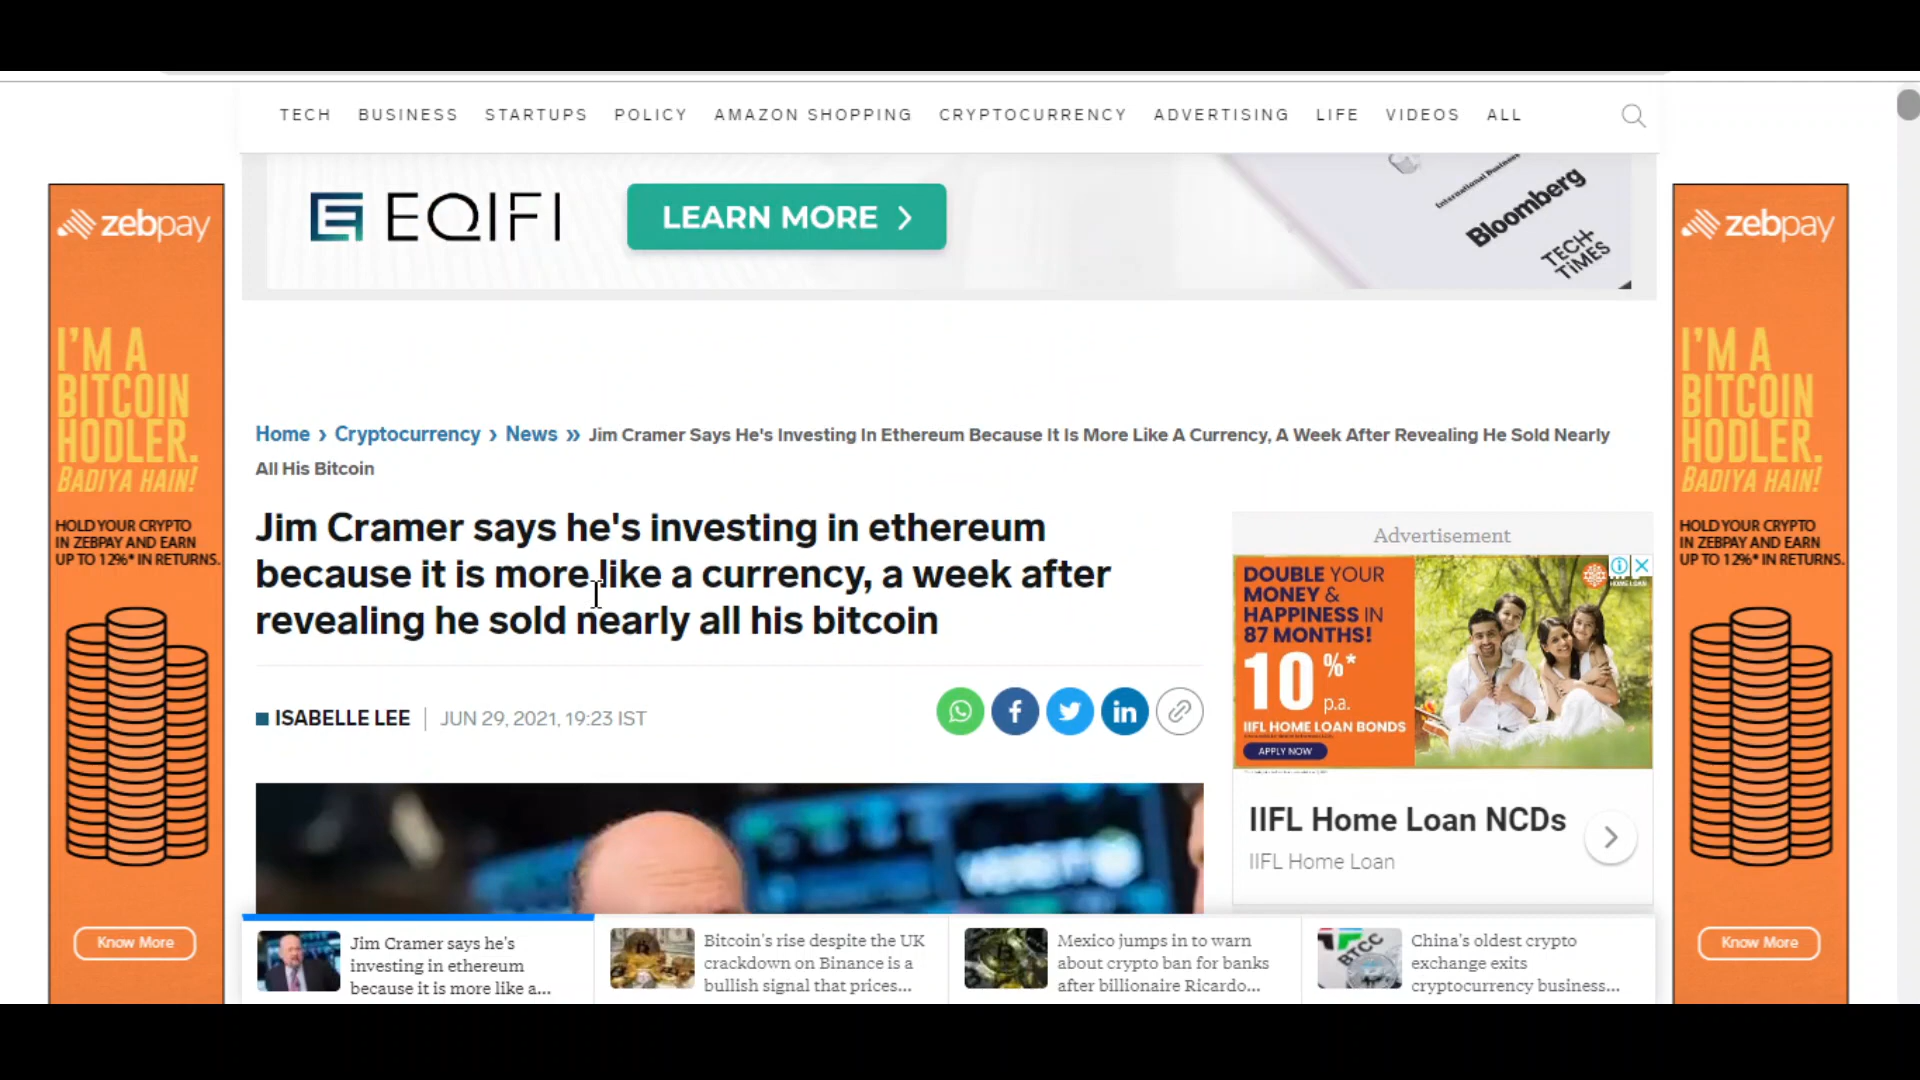 TECH BUSINESS STARTUPS POLICY AMAZON SHOPPING CRYPTOCURRENCY ADVERTISING LIFE VIDEOS ALL
EQIFI
LEARN MORE
International Business
Bloomberg
TECH
TIMES
zebpay
I'M A
BITCOIN
HODLER.
BADIYA HAIN!
HOLD YOUR CRYPTO
IN ZEBPAY AND EARN
UP TO 12%* IN RETURNS.
Know More
Home › Cryptocurrency › News » Jim Cramer Says He's Investing In Ethereum Because It Is More Like A Currency, A Week After Revealing He Sold Nearly
All His Bitcoin
Jim Cramer says he's investing in ethereum
because it is more like a currency, a week after
revealing he sold nearly all his bitcoin
ISABELLE LEE | JUN 29, 2021, 19:23 IST
Advertisement
DOUBLE YOUR
MONEY &
HAPPINESS IN
87 MONTHS!
10%*
p.a.
IIFL HOME LOAN BONDS
APPLY NOW
HOME LOAN
IIFL Home Loan NCDs
IIFL Home Loan
Jim Cramer says he's
investing in ethereum
because it is more like a...
Bitcoin's rise despite the UK
crackdown on Binance is a
bullish signal that prices...
Mexico jumps in to warn
about crypto ban for banks
after billionaire Ricardo...
BTCC
China's oldest crypto
exchange exits
cryptocurrency business...
zebpay
I'M A
BITCOIN
HODLER.
BADIYA HAIN!
HOLD YOUR CRYPTO
IN ZEBPAY AND EARN
UP TO 12%* IN RETURNS.
Know More